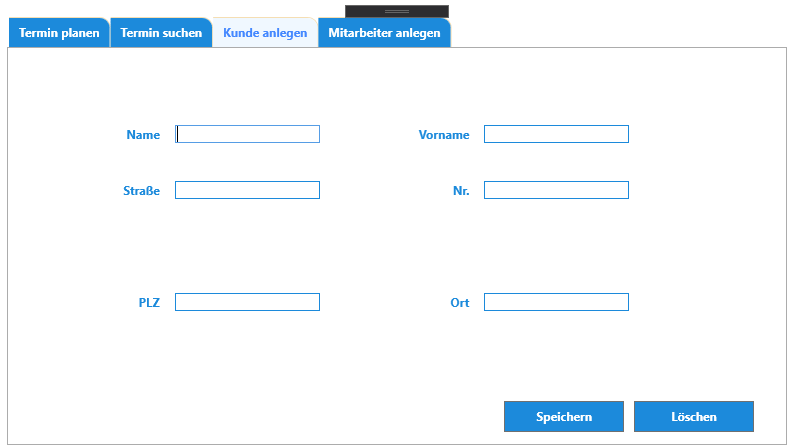 Termin planen Termin suchen Kunde anlegen Mitarbeiter anlegen
Name Vorname
Straße Nr.
PLZ Ort
Speichern Löschen